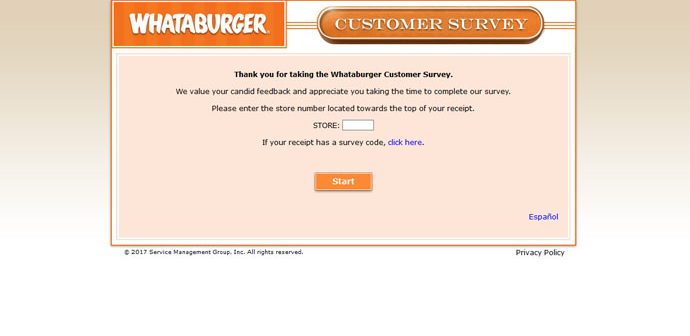 WHATABURGER
CUSTOMER SURVEY
Thank you for taking the Whataburger Customer Survey.
We value your candid feedback and appreciate you taking the time to complete our survey.
Please enter the store number located towards the top of your receipt.
STORE:
If your receipt has a survey code, click here.
Start
Español
© 2017 Service Management Group, Inc. All rights reserved.
Privacy Policy